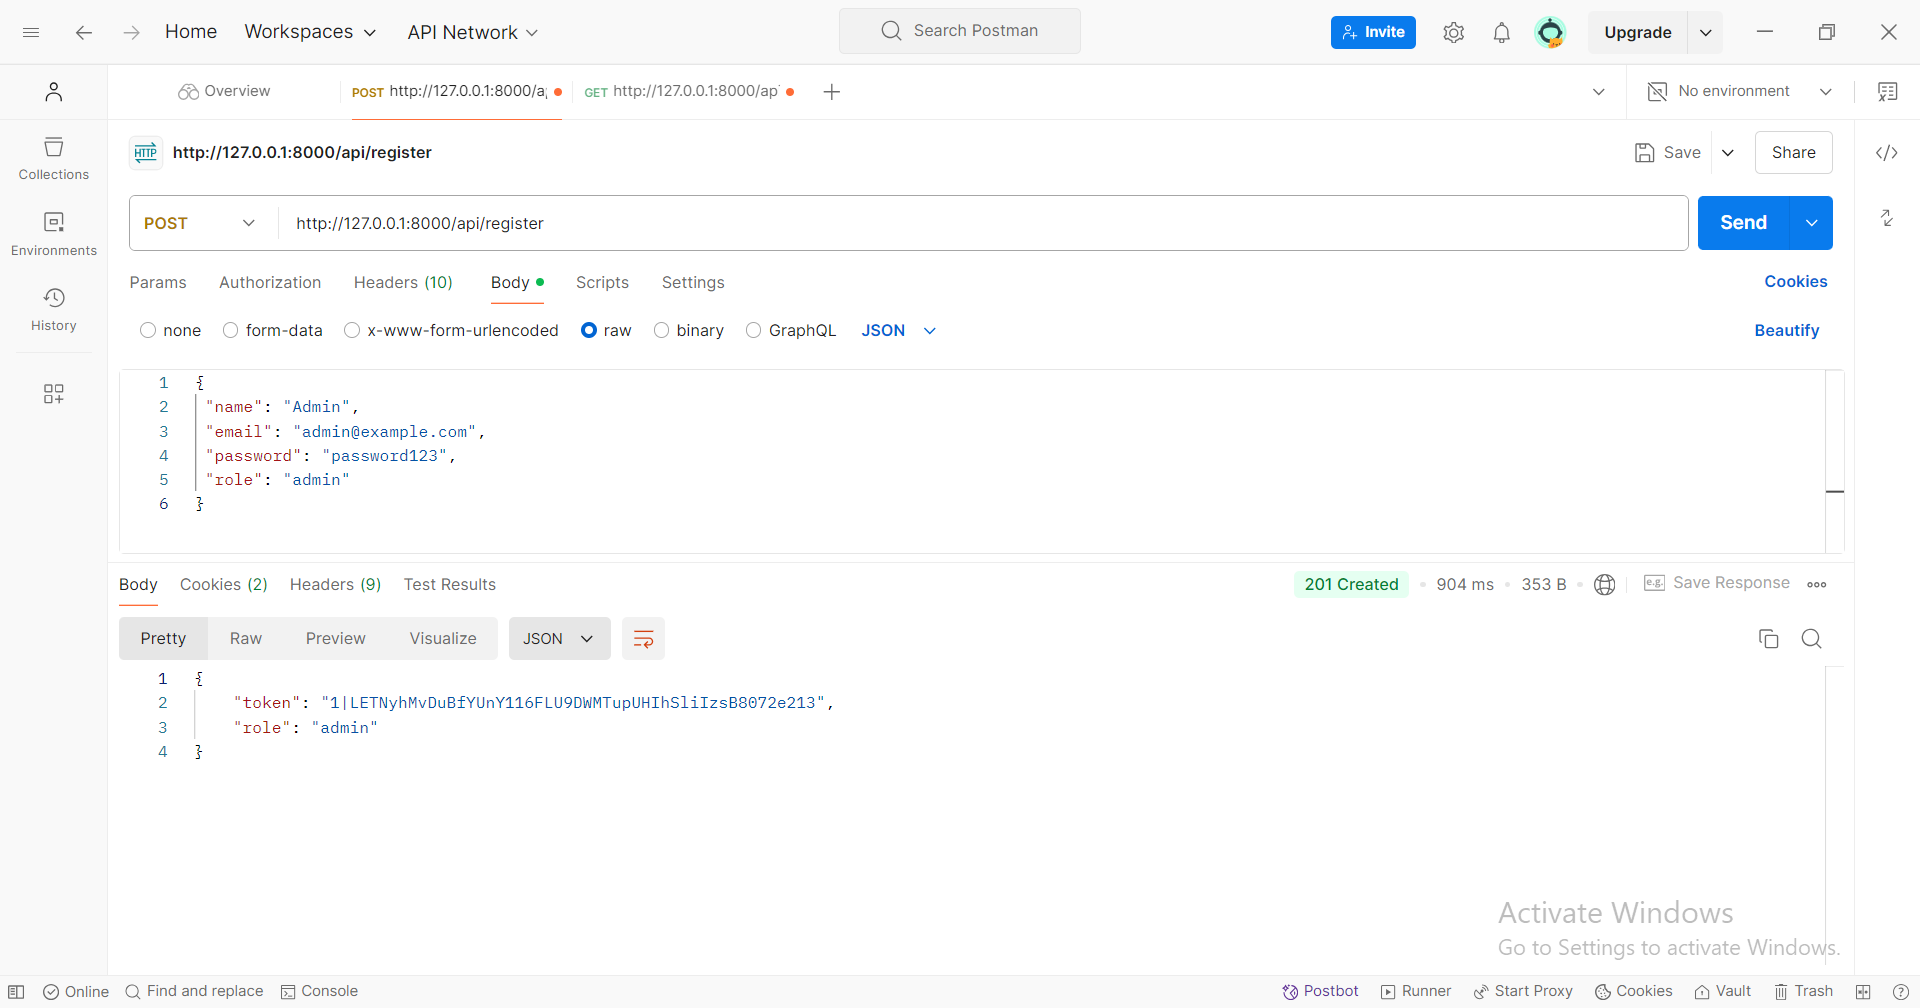 Home Workspaces API Network Search Postman Invite Upgrade
Overview POST http://127.0.0.1:8000/a GET http://127.0.0.1:8000/ap No environment
HTTP http://127.0.0.1:8000/api/register Save Share
Collections
Environments
History
POST http://127.0.0.1:8000/api/register Send
Params Authorization Headers (10) Body Scripts Settings Cookies
none form-data x-www-form-urlencoded raw binary GraphQL JSON Beautify
1 {
2 "name": "Admin",
3 "email": "admin@example.com",
4 "password": "password123",
5 "role": "admin"
6 }
Body Cookies (2) Headers (9) Test Results 201 Created 904 ms 353 B e.g. Save Response
Pretty Raw Preview Visualize JSON
1 {
2 "token": "1|LETNyhMvDuBfYUnY116FLU9DWMTupUHIhSliIzsB8072e213",
3 "role": "admin"
4 }
Activate Windows
Go to Settings to activate Windows.
Online Find and replace Console Postbot Runner Start Proxy Cookies Vault Trash